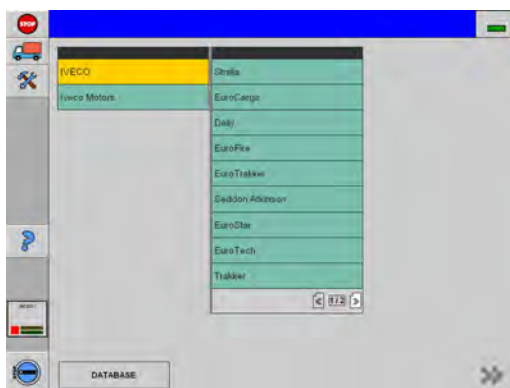 STOP
IVECO
Iveco Motors
Stralis
EuroCargo
Daily
EuroFire
EuroTrakker
Seddon Atkinson
EuroStar
EuroTech
Trakker
1/2
DATABASE